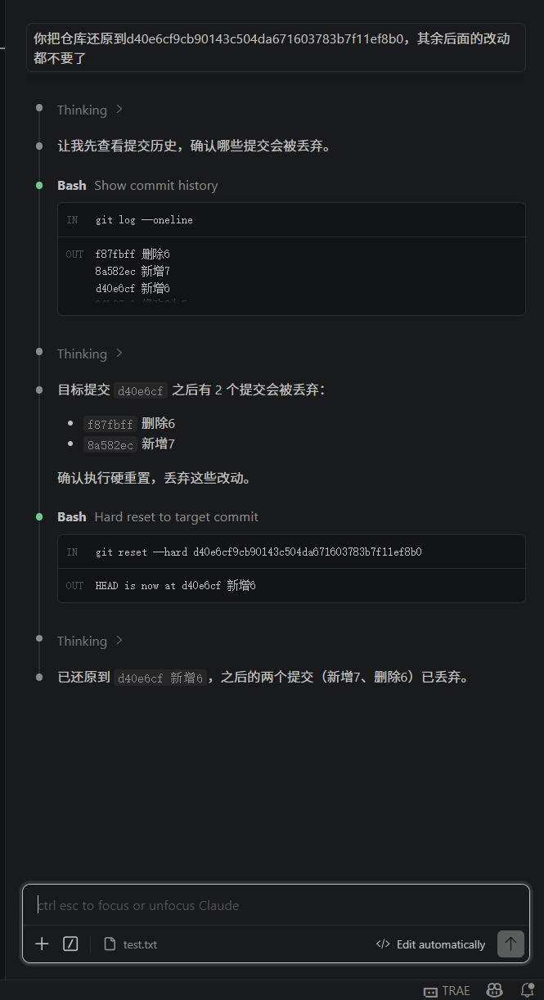 你把仓库还原到d40e6cf9cb90143c504da671603783b7f11ef8b0，其余后面的改动
都不要了
Thinking
让我先查看提交历史，确认哪些提交会被丢弃。
Bash Show commit history
IN git log --oneline
OUT f87fbff 删除6
8a582ec 新增7
d40e6cf 新增6
Thinking
目标提交 d40e6cf 之后有 2 个提交会被丢弃：
f87fbff 删除6
8a582ec 新增7
确认执行硬重置，丢弃这些改动。
Bash Hard reset to target commit
IN git reset --hard d40e6cf9cb90143c504da671603783b7f11ef8b0
OUT HEAD is now at d40e6cf 新增6
Thinking
已还原到 d40e6cf 新增6，之后的两个提交（新增7、删除6）已丢弃。
ctrl esc to focus or unfocus Claude
test.txt
</> Edit automatically
TRAE